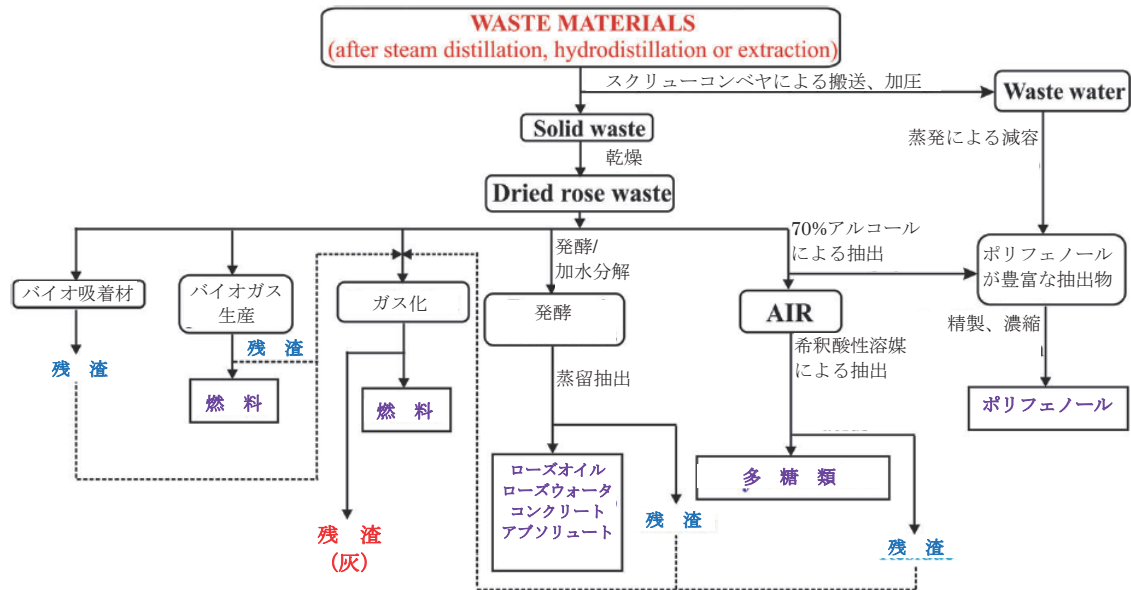 WASTE MATERIALS
(after steam distillation, hydrodistillation or extraction)
スクリューコンベヤによる搬送、加圧
Waste water
Solid waste
蒸発による減容
乾燥
Dried rose waste
発酵/
加水分解
70%アルコール
による抽出
バイオ吸着材
バイオガス
生産
ガス化
発酵
AIR
ポリフェノール
が豊富な抽出物
残 渣
残 渣
燃 料
燃 料
蒸留抽出
希釈酸性溶媒
による抽出
精製、濃縮
ポリフェノール
ローズオイル
ローズウォータ
コンクリート
アブソリュート
多 糖 類
残 渣
(灰)
残 渣
残 渣